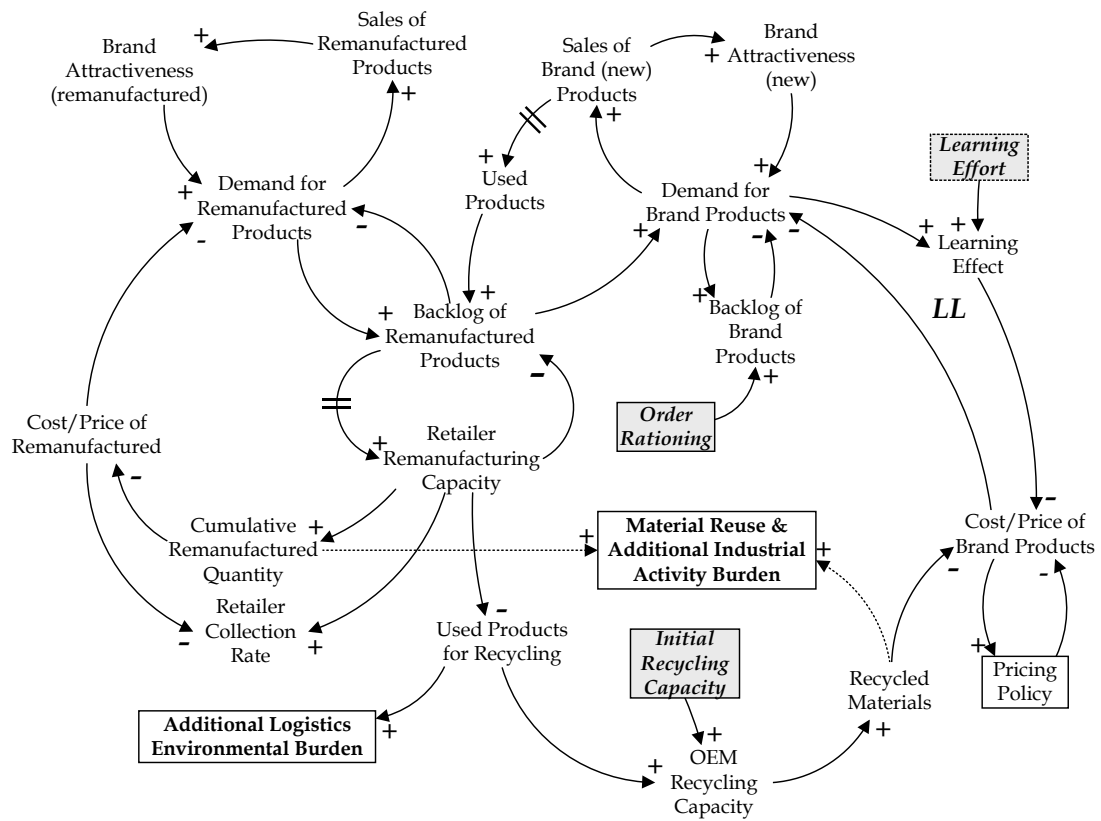 Brand
Attractiveness
(remanufactured)
+
Sales of
Remanufactured
Products
+
Sales of
Brand (new)
Products
+
+
Brand
Attractiveness
(new)
+
Used
Products
+
Demand for
Remanufactured
Products
-
-
Demand for
Brand Products
+
+
-
-
Learning
Effort
+
+
Learning
Effect
LL
+
+
Backlog of
Remanufactured
Products
-
+
Backlog of
Brand
Products
+
Order
Rationing
Cost/Price of
Remanufactured
-
+
Retailer
Remanufacturing
Capacity
Cumulative
Remanufactured
Quantity
+
+
Material Reuse &
Additional Industrial
Activity Burden
+
-
Cost/Price of
Brand Products
-
-
Retailer
Collection
Rate
-
+
-
Used Products
for Recycling
Initial
Recycling
Capacity
Recycled
Materials
+
+
Pricing
Policy
Additional Logistics
Environmental Burden
+
+
+
OEM
Recycling
Capacity